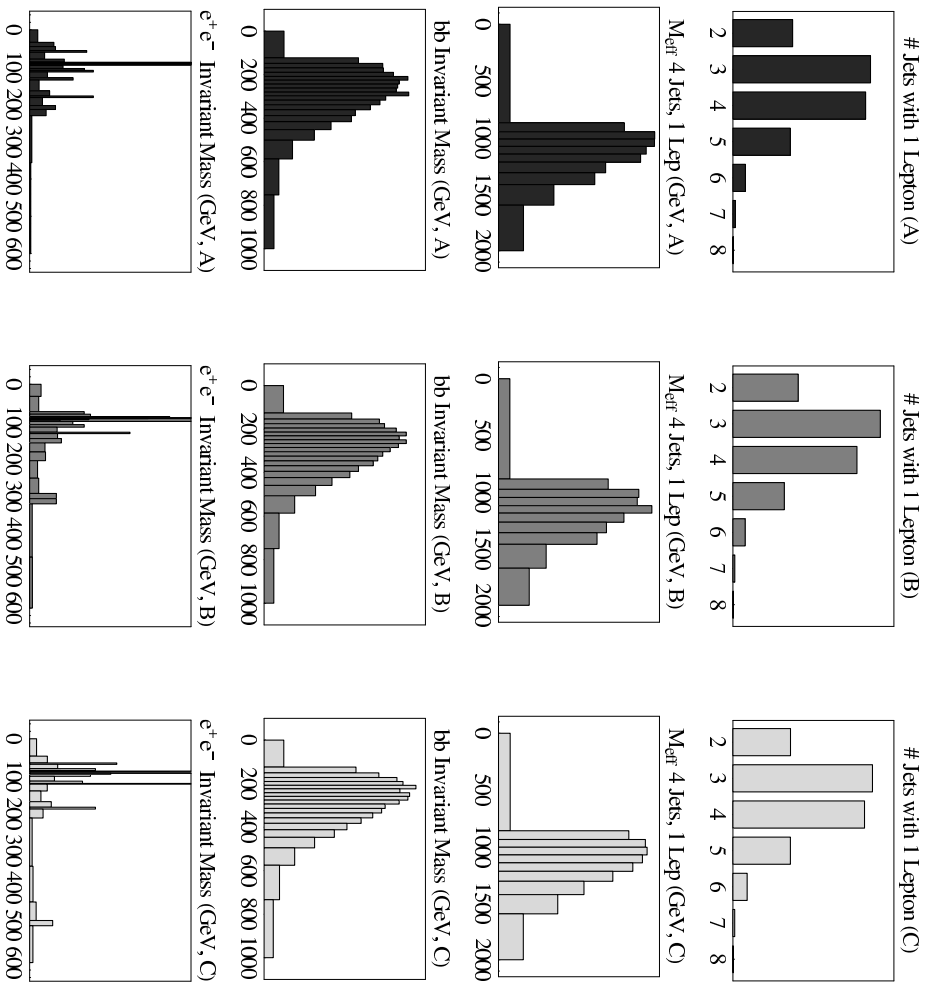 # Jets with 1 Lepton (A)
2 3 4 5 6 7 8
# Jets with 1 Lepton (B)
2 3 4 5 6 7 8
# Jets with 1 Lepton (C)
2 3 4 5 6 7 8
M_eff 4 Jets, 1 Lep (GeV, A)
0 500 1000 1500 2000
M_eff 4 Jets, 1 Lep (GeV, B)
0 500 1000 1500 2000
M_eff 4 Jets, 1 Lep (GeV, C)
0 500 1000 1500 2000
bb Invariant Mass (GeV, A)
0 200 400 600 800 1000
bb Invariant Mass (GeV, B)
0 200 400 600 800 1000
bb Invariant Mass (GeV, C)
0 200 400 600 800 1000
e⁺e⁻ Invariant Mass (GeV, A)
0 100 200 300 400 500 600
e⁺e⁻ Invariant Mass (GeV, B)
0 100 200 300 400 500 600
e⁺e⁻ Invariant Mass (GeV, C)
0 100 200 300 400 500 600